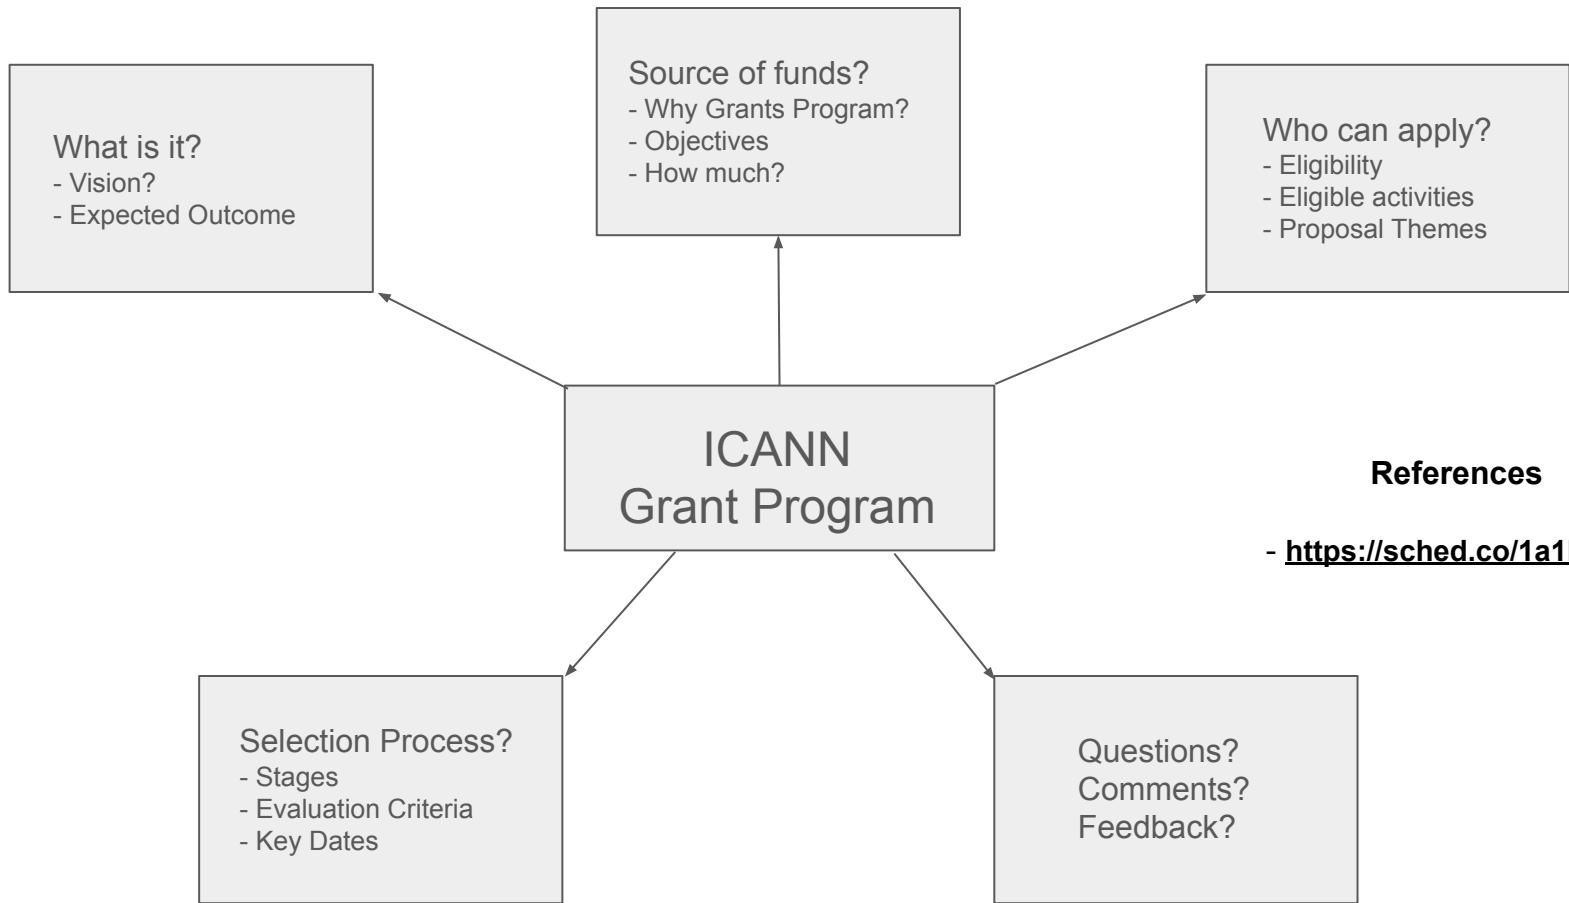 What is it?
- Vision?
- Expected Outcome
Source of funds?
- Why Grants Program?
- Objectives
- How much?
Who can apply?
- Eligibility
- Eligible activities
- Proposal Themes
ICANN
Grant Program
References
- https://sched.co/1a1
Selection Process?
- Stages
- Evaluation Criteria
- Key Dates
Questions?
Comments?
Feedback?